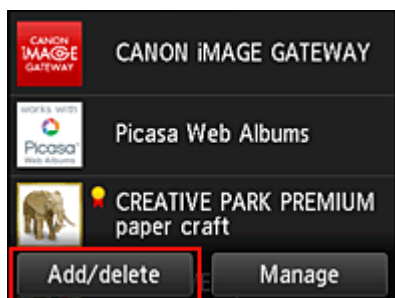 CANON
iMAGE
GATEWAY
CANON iMAGE GATEWAY
works with
Picasa
Web Albums
Picasa Web Albums
CREATIVE PARK PREMIUM
paper craft
Add/delete
Manage